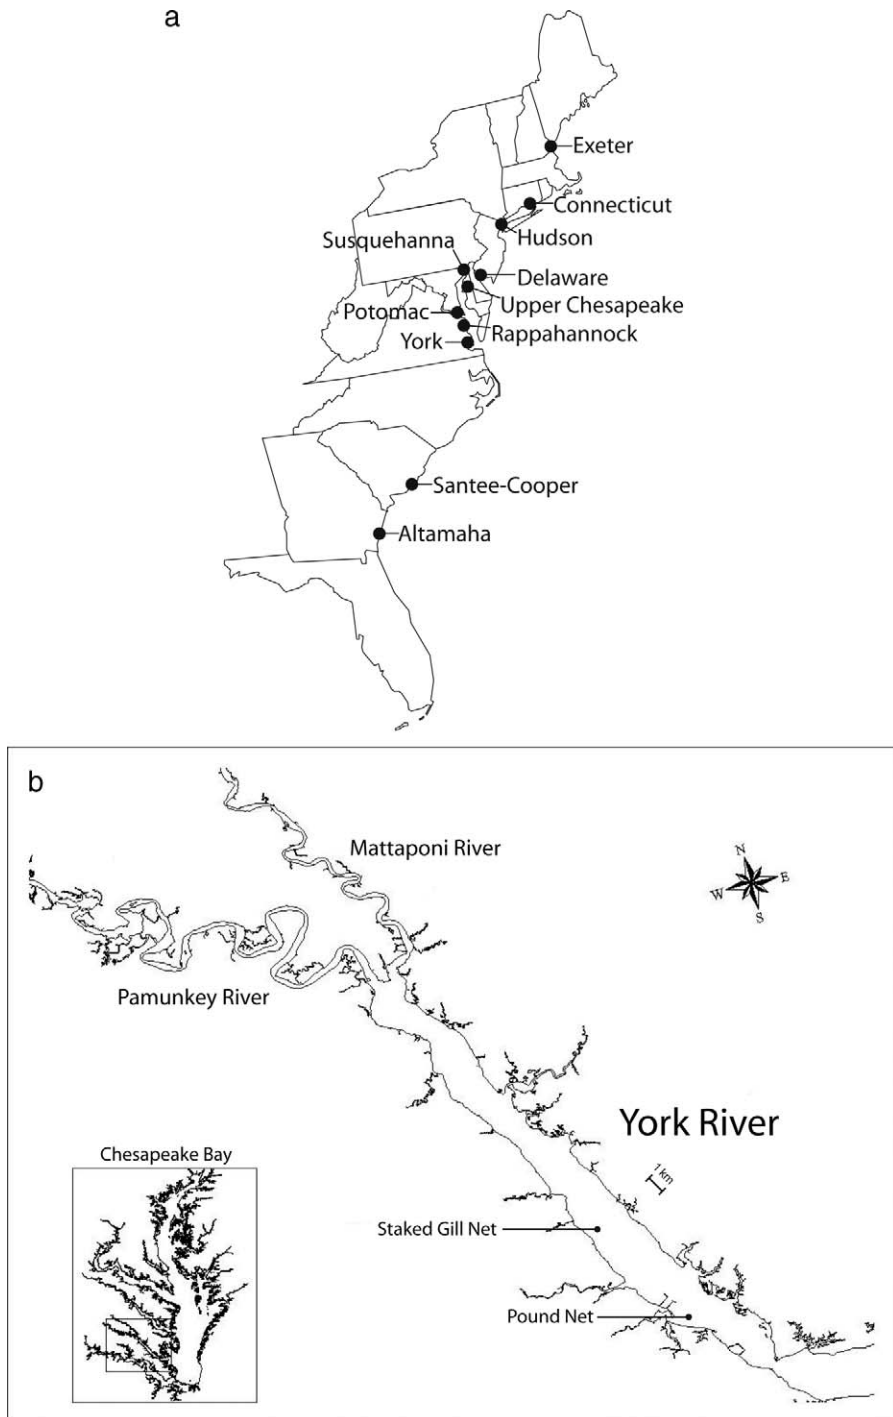 a
Exeter
Connecticut
Hudson
Susquehanna
Delaware
Upper Chesapeake
Potomac
Rappahannock
York
Santee-Cooper
Altamaha
b
Mattaponi River
N
W
E
S
Pamunkey River
York River
Chesapeake Bay
1 km
Staked Gill Net
Pound Net